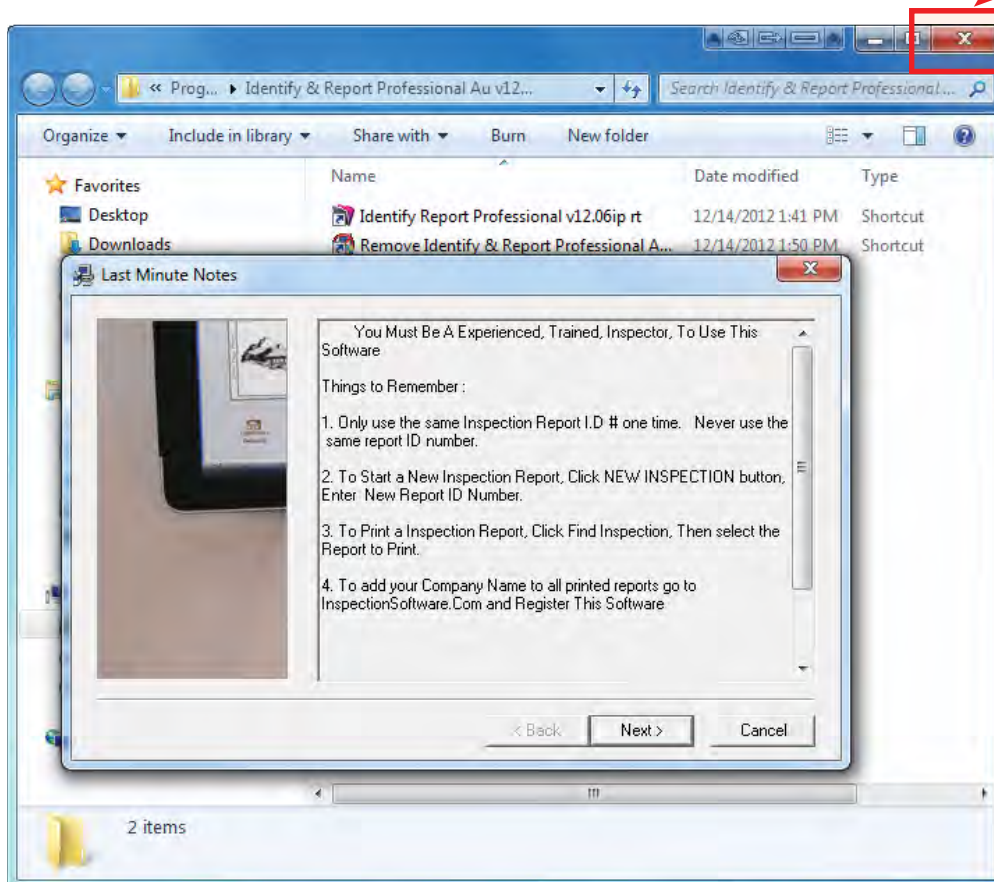 « Prog... ▸ Identify & Report Professional Au v12...
Search Identify & Report Professional ...
Organize
Include in library
Share with
Burn
New folder
Favorites
Desktop
Downloads
Name
Date modified
Type
Identify Report Professional v12.06ip rt
12/14/2012 1:41 PM
Shortcut
Remove Identify & Report Professional A...
12/14/2012 1:50 PM
Shortcut
Last Minute Notes
You Must Be A Experienced, Trained, Inspector, To Use This
Software
Things to Remember :
1. Only use the same Inspection Report I.D # one time. Never use the
same report ID number.
2. To Start a New Inspection Report, Click NEW INSPECTION button,
Enter New Report ID Number.
3. To Print a Inspection Report, Click Find Inspection, Then select the
Report to Print.
4. To add your Company Name to all printed reports go to
InspectionSoftware.Com and Register This Software
< Back
Next >
Cancel
2 items